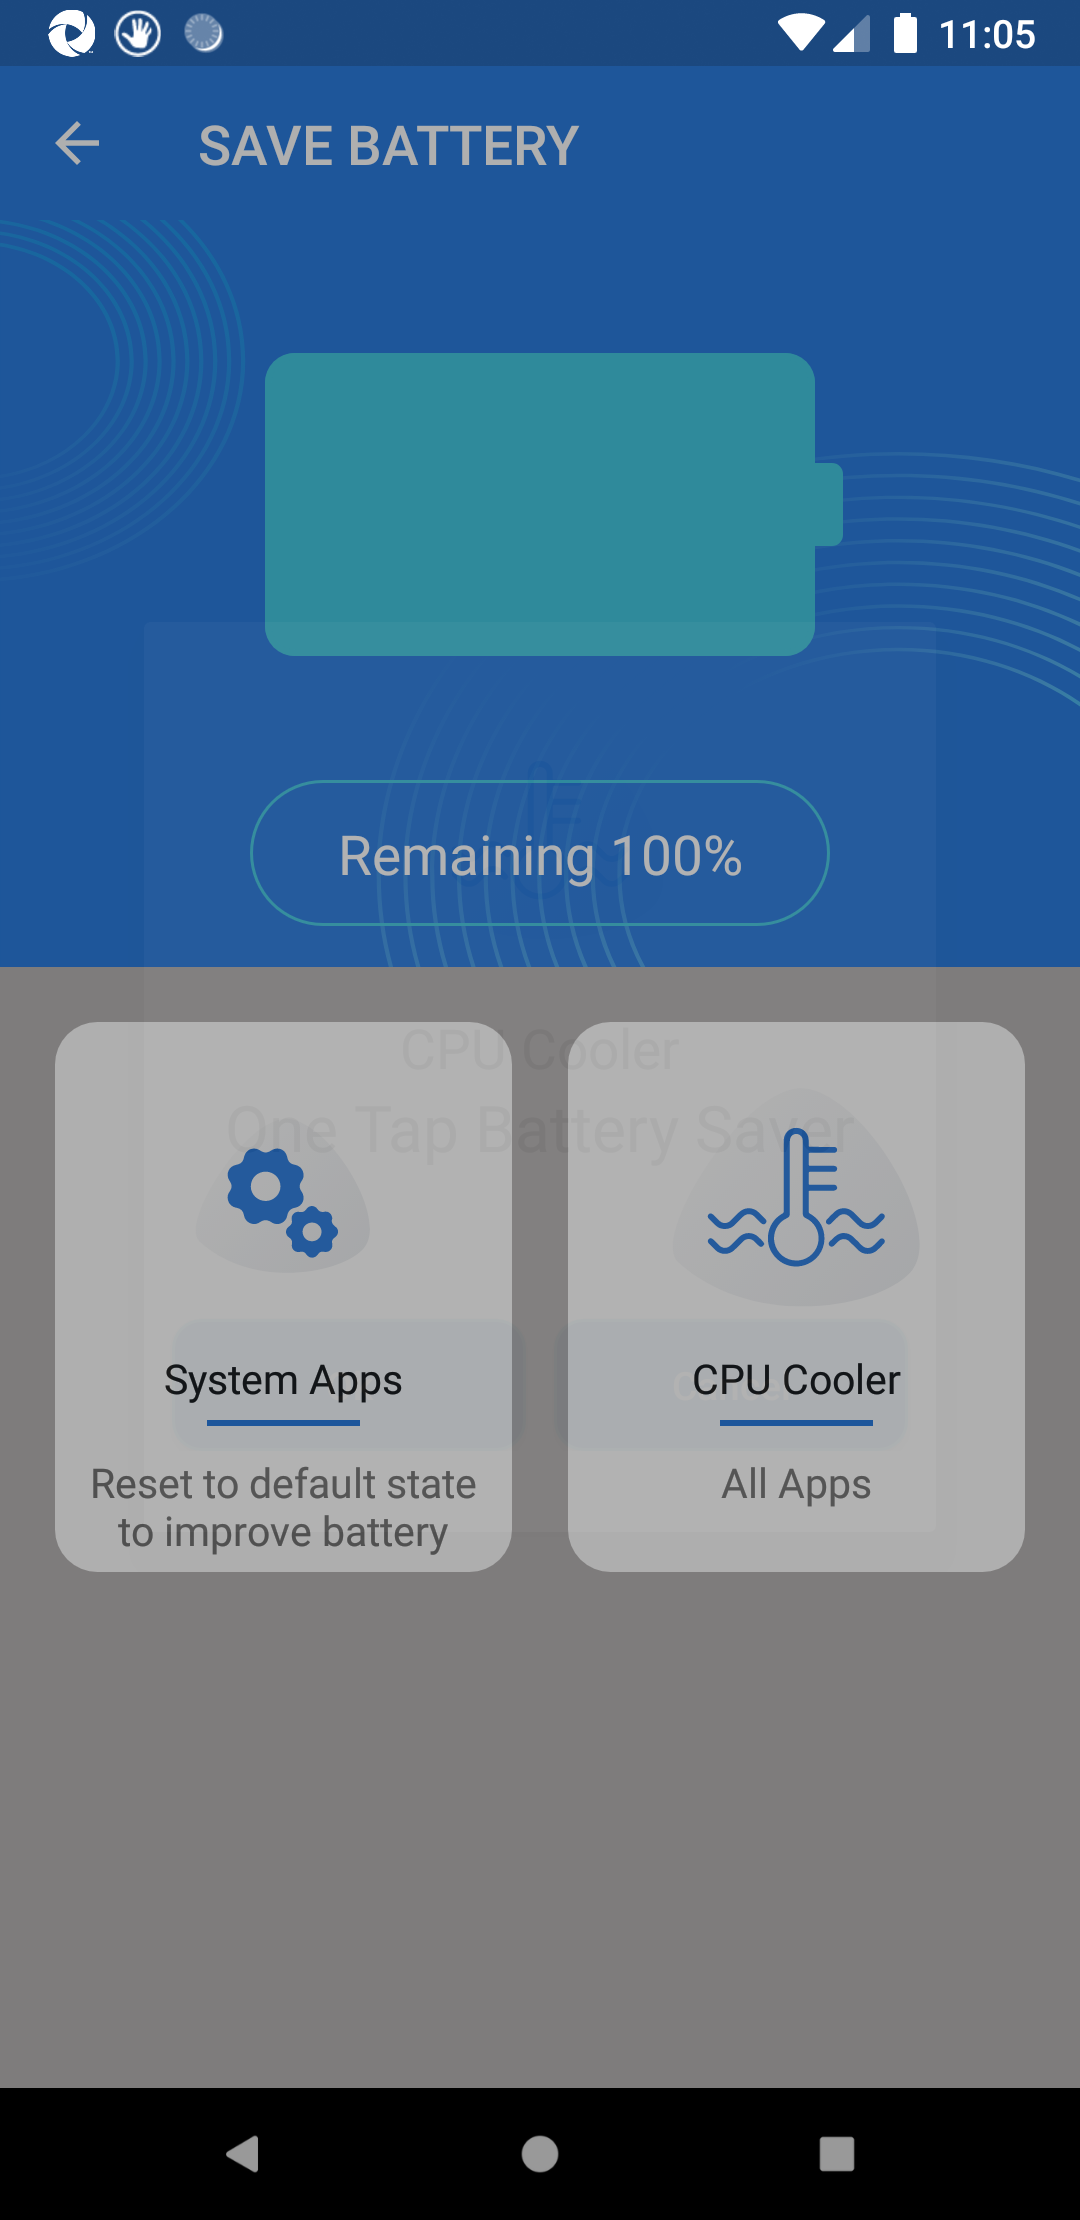 11:05
SAVE BATTERY
Remaining 100%
CPU Cooler
One Tap Battery Saver
System Apps
CPU Cooler
Reset to default state
to improve battery
All Apps